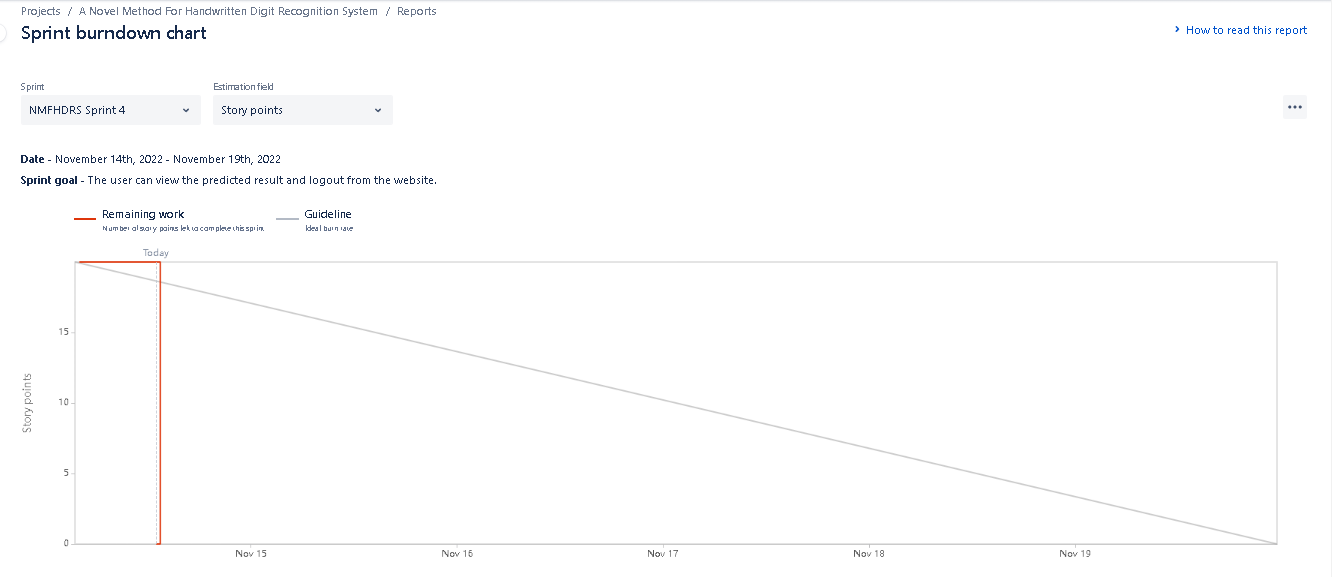 Projects / A Novel Method For Handwritten Digit Recognition System / Reports
Sprint burndown chart
How to read this report
Sprint
Estimation field
NMFHDRS Sprint 4
Story points
Date - November 14th, 2022 - November 19th, 2022
Sprint goal - The user can view the predicted result and logout from the website.
Remaining work
Guideline
Number of story points left to complete this sprint
Ideal burn rate
Today
15
10
5
0
Story points
Nov 15
Nov 16
Nov 17
Nov 18
Nov 19